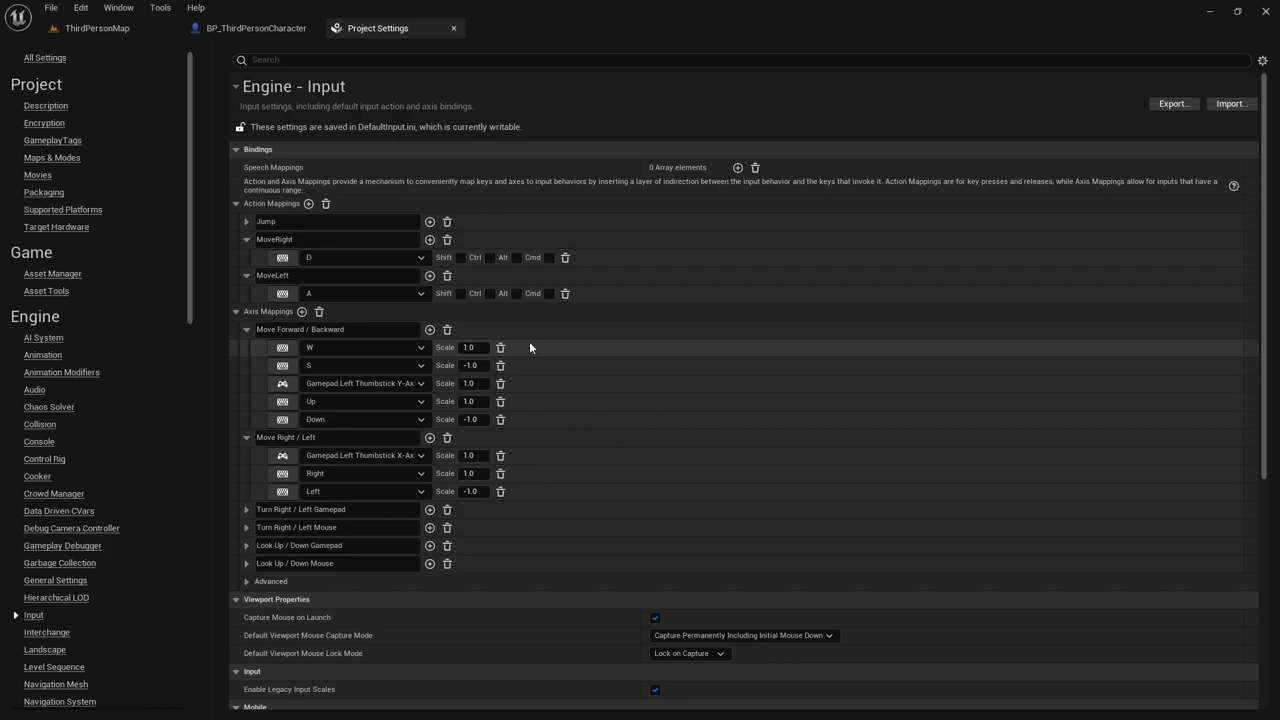 File Edit Window Tools Help
ThirdPersonMap BP_ThirdPersonCharacter Project Settings
All Settings
Project
Description
Encryption
GameplayTags
Maps & Modes
Movies
Packaging
Supported Platforms
Target Hardware
Game
Asset Manager
Asset Tools
Engine
AI System
Animation
Animation Modifiers
Audio
Chaos Solver
Collision
Console
Control Rig
Cooker
Crowd Manager
Data Driven CVars
Debug Camera Controller
Gameplay Debugger
Garbage Collection
General Settings
Hierarchical LOD
Input
Interchange
Landscape
Level Sequence
Navigation Mesh
Navigation System
Search
Engine - Input
Input settings, including default input action and axis bindings.
Export... Import...
These settings are saved in DefaultInput.ini, which is currently writable.
Bindings
Speech Mappings 0 Array elements
Action and Axis Mappings provide a mechanism to conveniently map keys and axes to input behaviors by inserting a layer of indirection between the input behavior and the keys that invoke it. Action Mappings are for key presses and releases, while Axis Mappings allow for inputs that have a
continuous range.
Action Mappings
Jump
MoveRight
D Shift Ctrl Alt Cmd
MoveLeft
A Shift Ctrl Alt Cmd
Axis Mappings
Move Forward / Backward
W Scale 1.0
S Scale -1.0
Gamepad Left Thumbstick Y-Ax Scale 1.0
Up Scale 1.0
Down Scale -1.0
Move Right / Left
Gamepad Left Thumbstick X-Ax Scale 1.0
Right Scale 1.0
Left Scale -1.0
Turn Right / Left Gamepad
Turn Right / Left Mouse
Look Up / Down Gamepad
Look Up / Down Mouse
Advanced
Viewport Properties
Capture Mouse on Launch
Default Viewport Mouse Capture Mode Capture Permanently Including Initial Mouse Down
Default Viewport Mouse Lock Mode Lock on Capture
Input
Enable Legacy Input Scales
Mobile